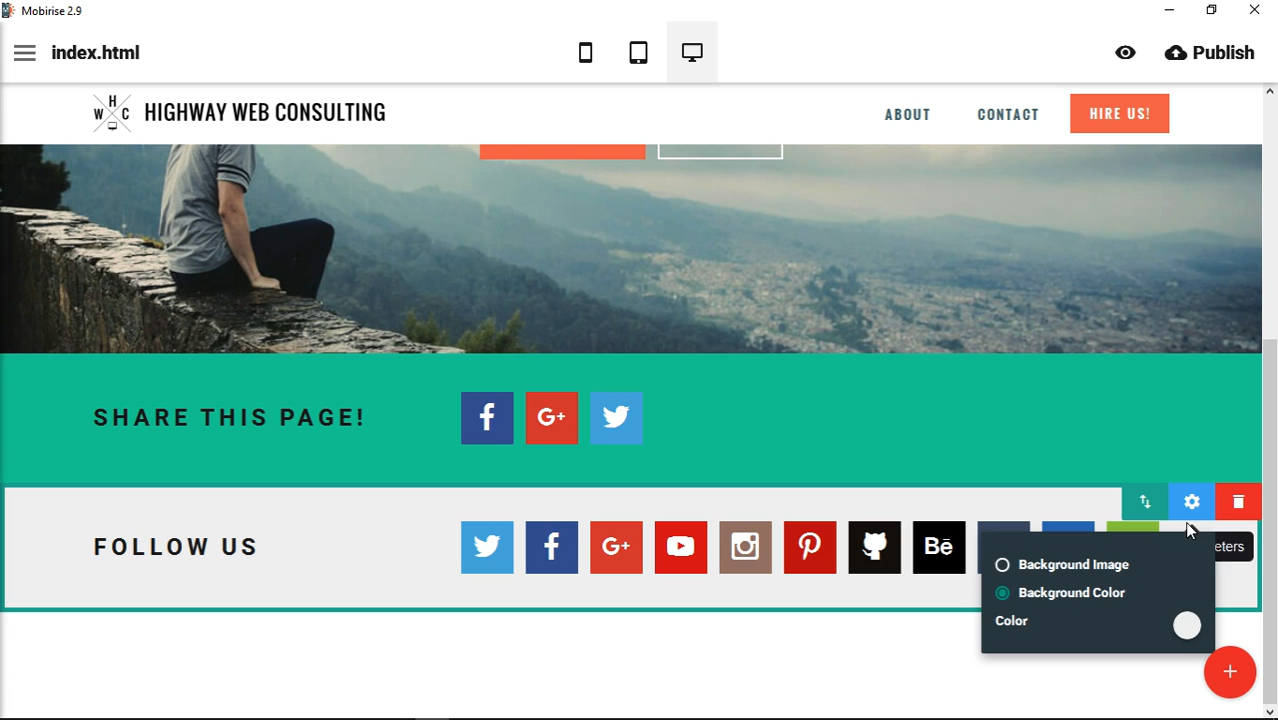 Mobirise 2.9
index.html
Publish
W H C
HIGHWAY WEB CONSULTING
ABOUT
CONTACT
HIRE US!
SHARE THIS PAGE!
f
G+
FOLLOW US
f
G+
Bē
eters
Background Image
Background Color
Color
+